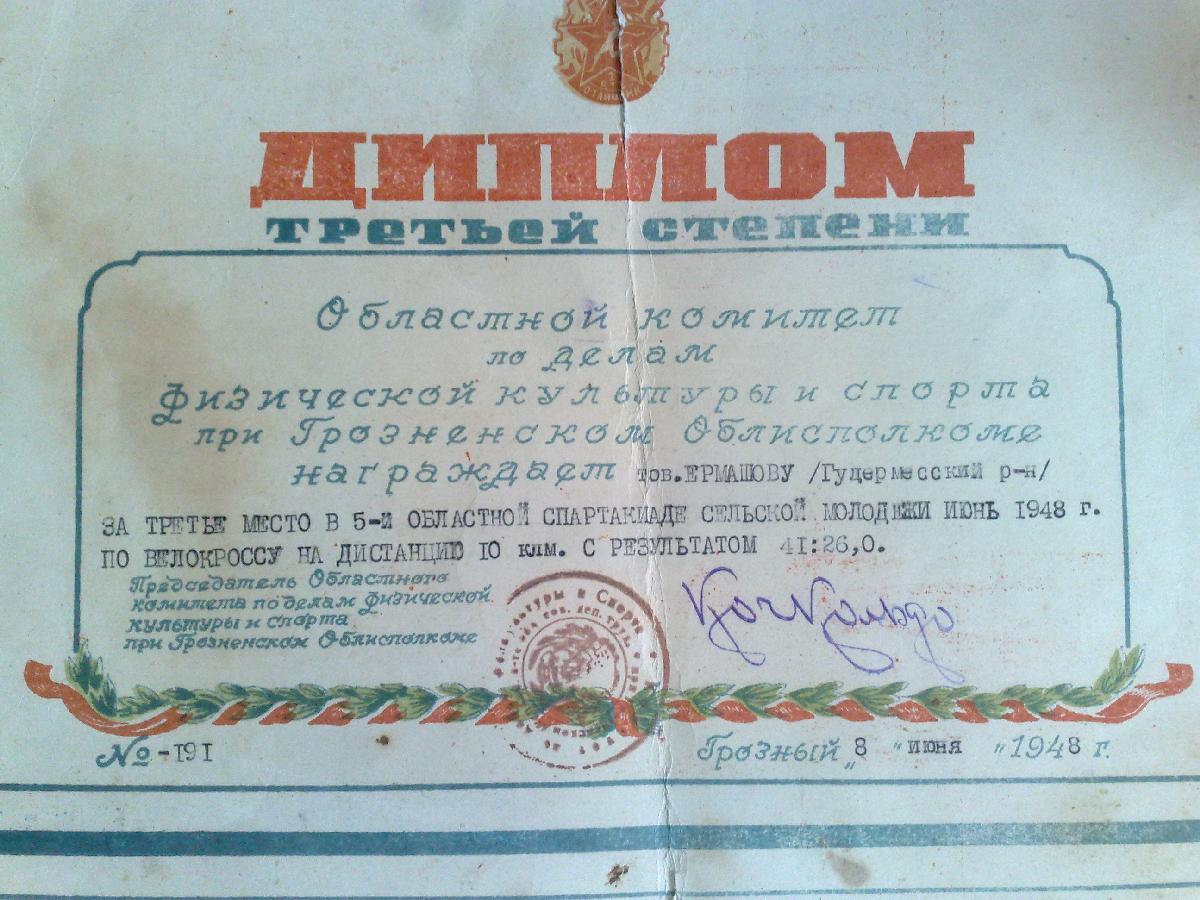 ДИПЛОМ
третьей степени
Областной комитет
по делам
физической культуры и спорта
при Грозненском Облисполкоме
награждает тов.ЕРМАШОВУ /Гудермесский р-н/
ЗА ТРЕТЬЕ МЕСТО В 5-Й ОБЛАСТНОЙ СПАРТАКИАДЕ СЕЛЬСКОЙ МОЛОДЕЖИ ИЮНЬ 1948 г.
ПО ВЕЛОКРОССУ НА ДИСТАНЦИЮ 10 клм. С РЕЗУЛЬТАТОМ 41:26,0.
Председатель Областного
комитета по делам физической
культуры и спорта
при Грозненском Облисполкоме
№ -191
Грозный „8 „ июня „ 1948 г.